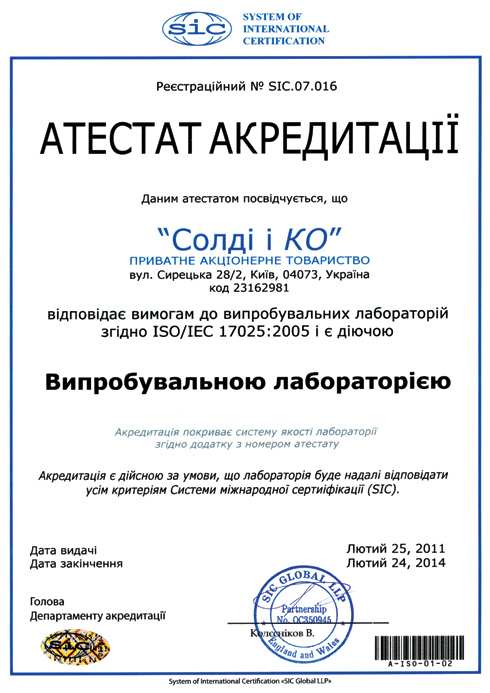 sic
SYSTEM OF
INTERNATIONAL
CERTIFICATION
Реєстраційний № SIC.07.016
АТЕСТАТ АКРЕДИТАЦІЇ
Даним атестатом посвідчується, що
“Солді і КО”
ПРИВАТНЕ АКЦІОНЕРНЕ ТОВАРИСТВО
вул. Сирецька 28/2, Київ, 04073, Україна
код 23162981
відповідає вимогам до випробувальних лабораторій
згідно ISO/IEC 17025:2005 і є діючою
Випробувальною лабораторією
Акредитація покриває систему якості лабораторії
згідно додатку з номером атестату
Акредитація є дійсною за умови, що лабораторія буде надалі відповідати
усім критеріям Системи міжнародної сертифікації (SIC).
Дата видачі Лютий 25, 2011
Дата закінчення Лютий 24, 2014
Голова
Департаменту акредитації
SIC GLOBAL LLP
Partnership
No. OC350945
England and Wales
Колєсніков В.
sic
A-ISO-01-02
System of International Certification «SIC Global LLP»